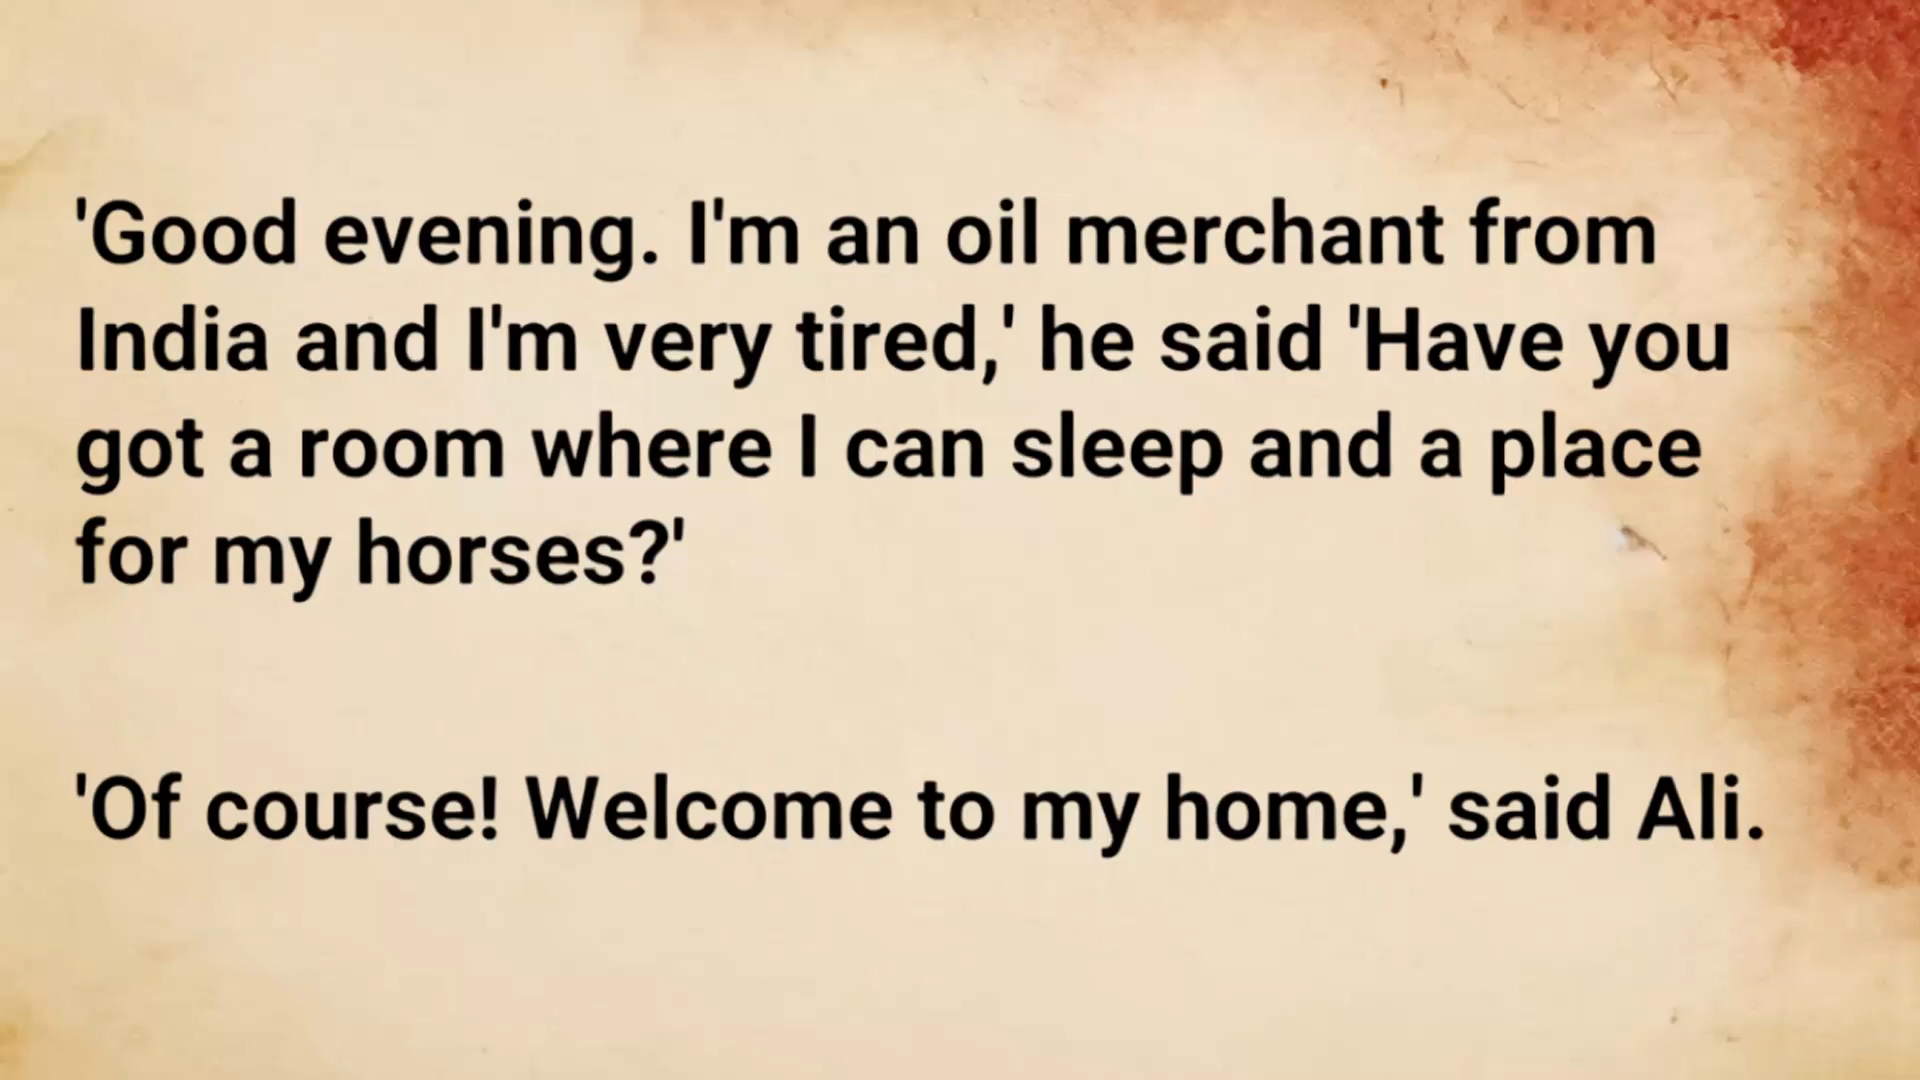 'Good evening. I'm an oil merchant from
India and I'm very tired,' he said 'Have you
got a room where I can sleep and a place
for my horses?'
'Of course! Welcome to my home,' said Ali.